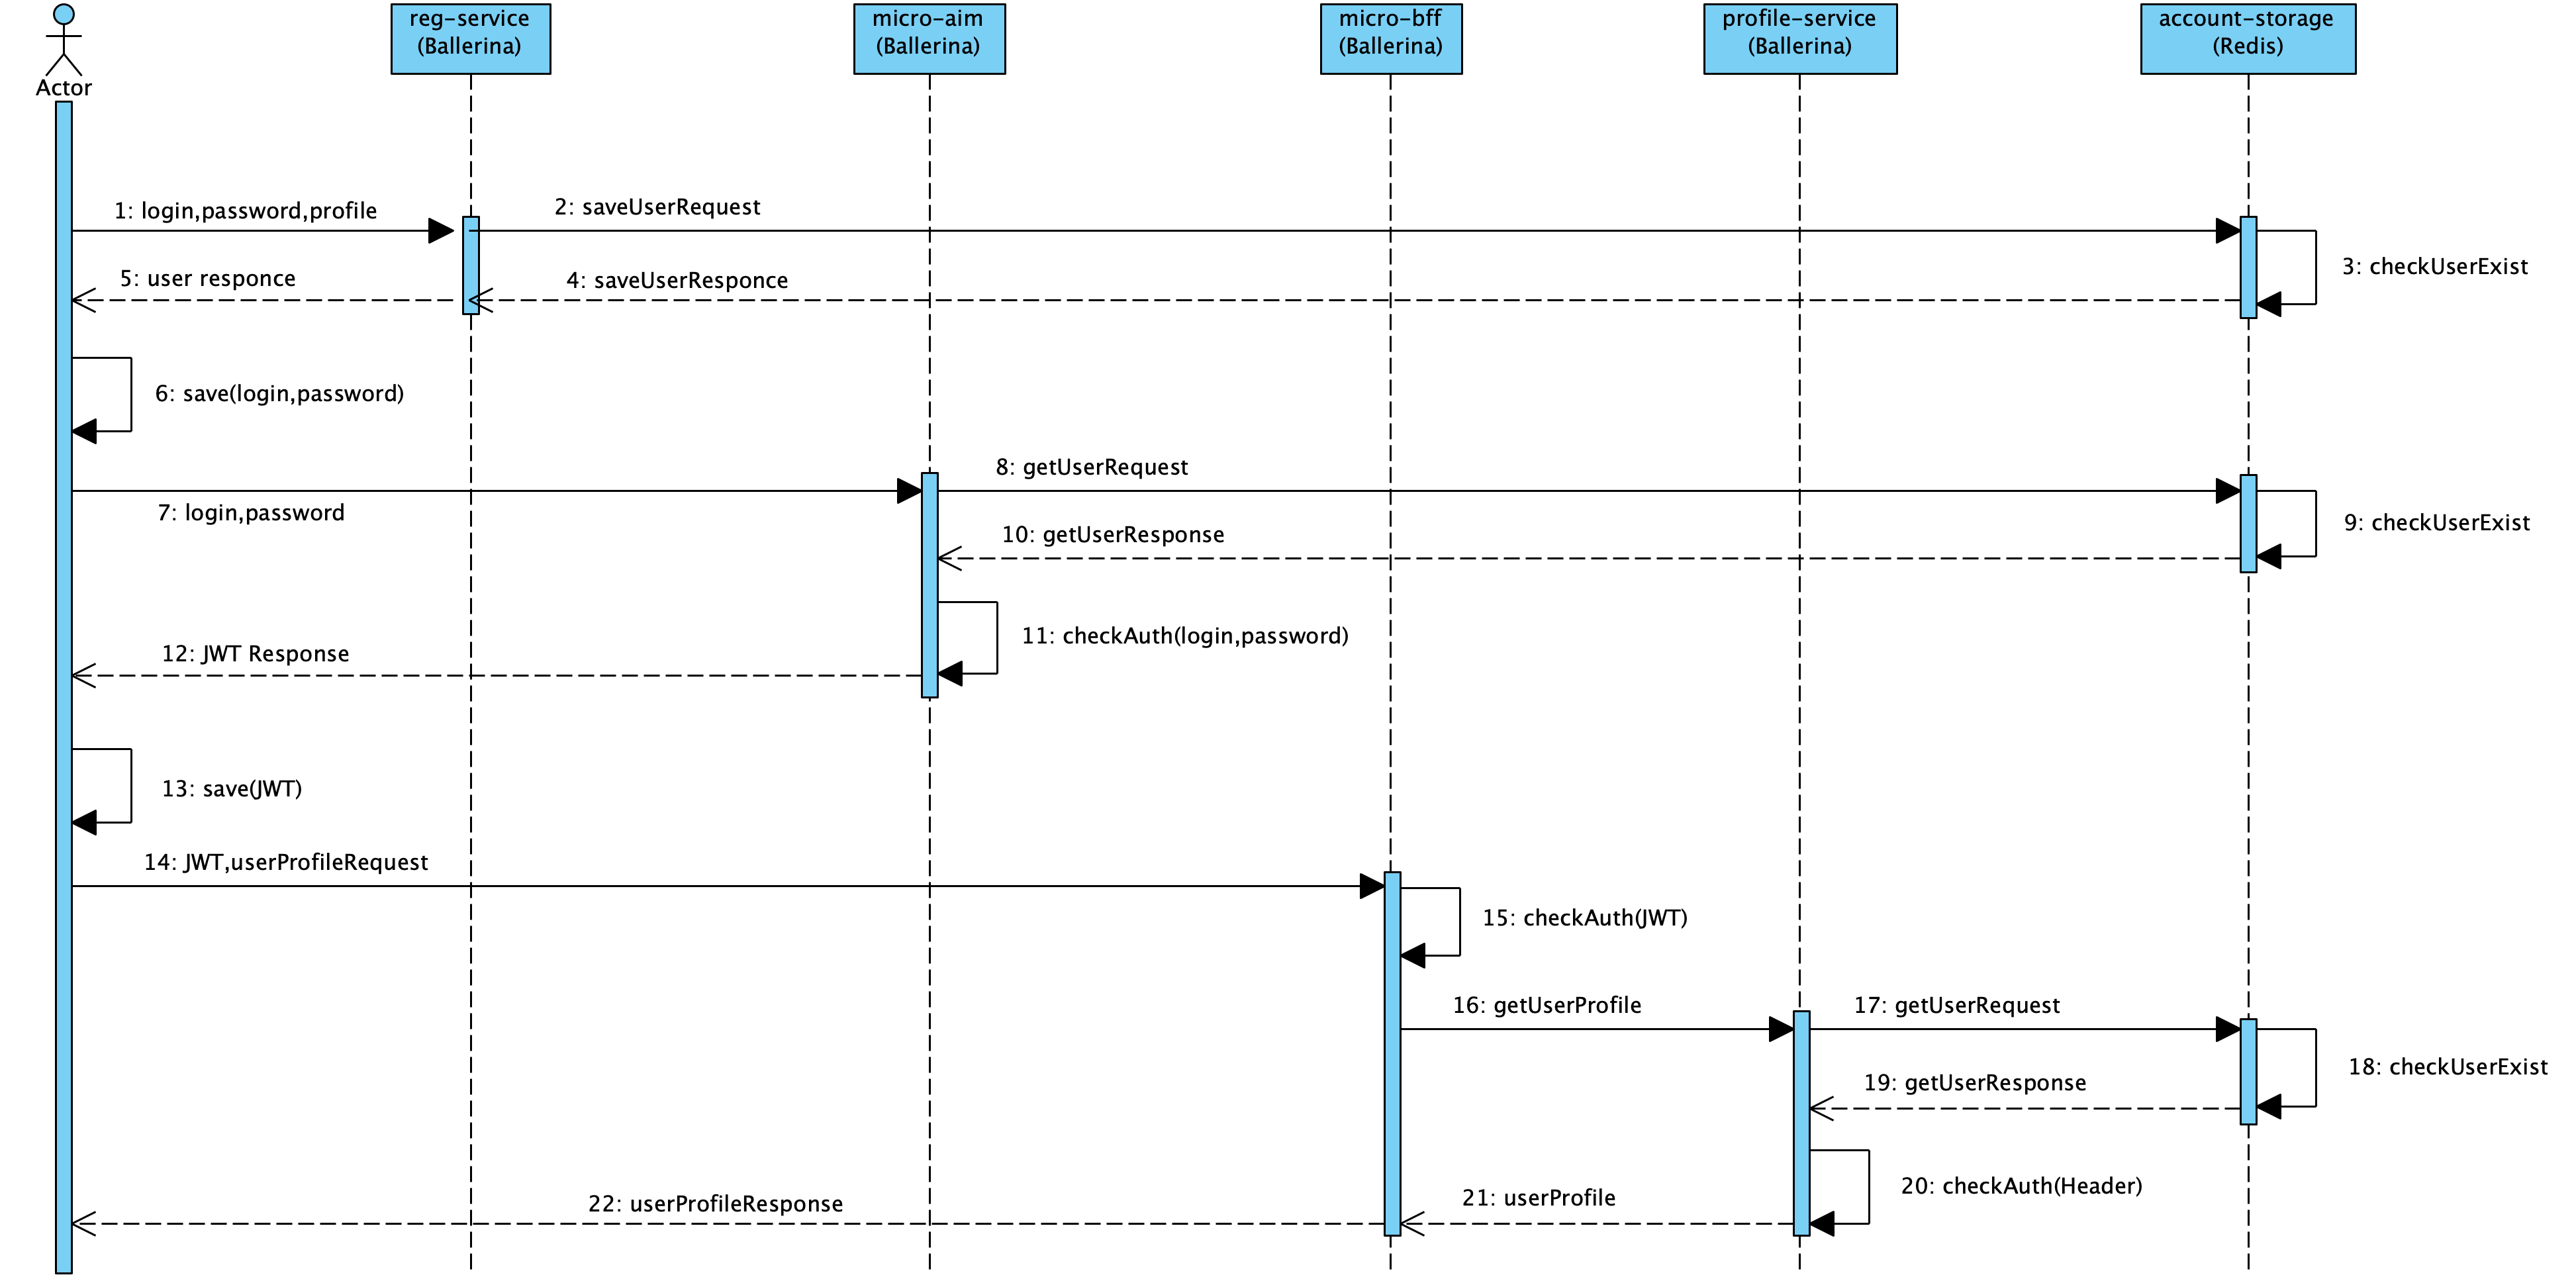 reg-service
(Ballerina)
micro-aim
(Ballerina)
micro-bff
(Ballerina)
profile-service
(Ballerina)
account-storage
(Redis)
Actor
1: login,password,profile
2: saveUserRequest
3: checkUserExist
5: user responce
4: saveUserResponce
6: save(login,password)
8: getUserRequest
7: login,password
9: checkUserExist
10: getUserResponse
11: checkAuth(login,password)
12: JWT Response
13: save(JWT)
14: JWT,userProfileRequest
15: checkAuth(JWT)
16: getUserProfile
17: getUserRequest
18: checkUserExist
19: getUserResponse
20: checkAuth(Header)
21: userProfile
22: userProfileResponse